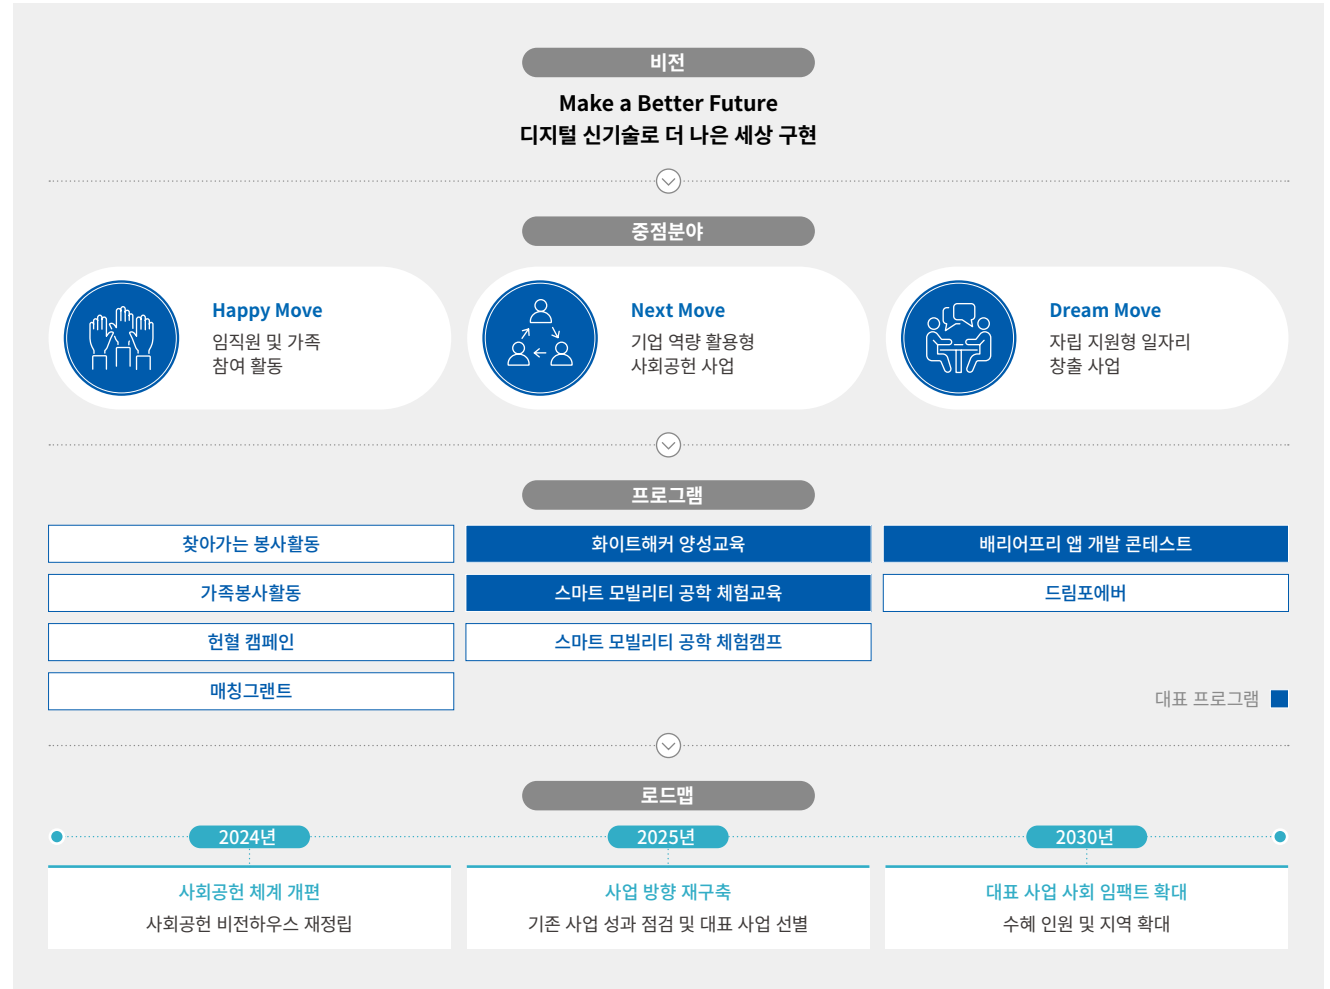 비전
Make a Better Future
디지털 신기술로 더 나은 세상 구현
중점분야
Happy Move
임직원 및 가족
참여 활동
Next Move
기업 역량 활용형
사회공헌 사업
Dream Move
자립 지원형 일자리
창출 사업
프로그램
찾아가는 봉사활동
가족봉사활동
헌혈 캠페인
매칭그랜트
화이트해커 양성교육
스마트 모빌리티 공학 체험교육
스마트 모빌리티 공학 체험캠프
배리어프리 앱 개발 콘테스트
드림포에버
대표 프로그램
로드맵
2024년
사회공헌 체계 개편
사회공헌 비전하우스 재정립
2025년
사업 방향 재구축
기존 사업 성과 점검 및 대표 사업 선별
2030년
대표 사업 사회 임팩트 확대
수혜 인원 및 지역 확대